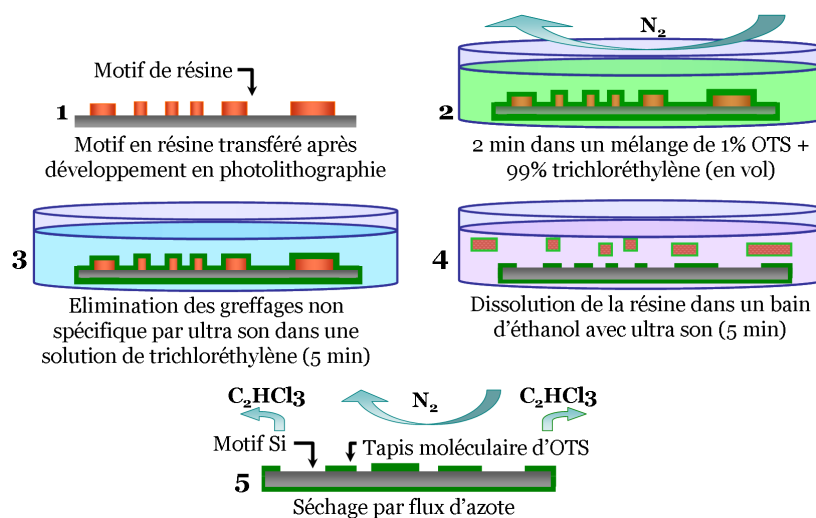 N₂
Motif de résine
1
2
Motif en résine transféré après
développement en photolithographie
2 min dans un mélange de 1% OTS +
99% trichloréthylène (en vol)
3
4
Elimination des greffages non
spécifique par ultra son dans une
solution de trichloréthylène (5 min)
Dissolution de la résine dans un bain
d’éthanol avec ultra son (5 min)
C₂HCl3
N₂
C₂HCl3
Motif Si
Tapis moléculaire d’OTS
5
Séchage par flux d’azote